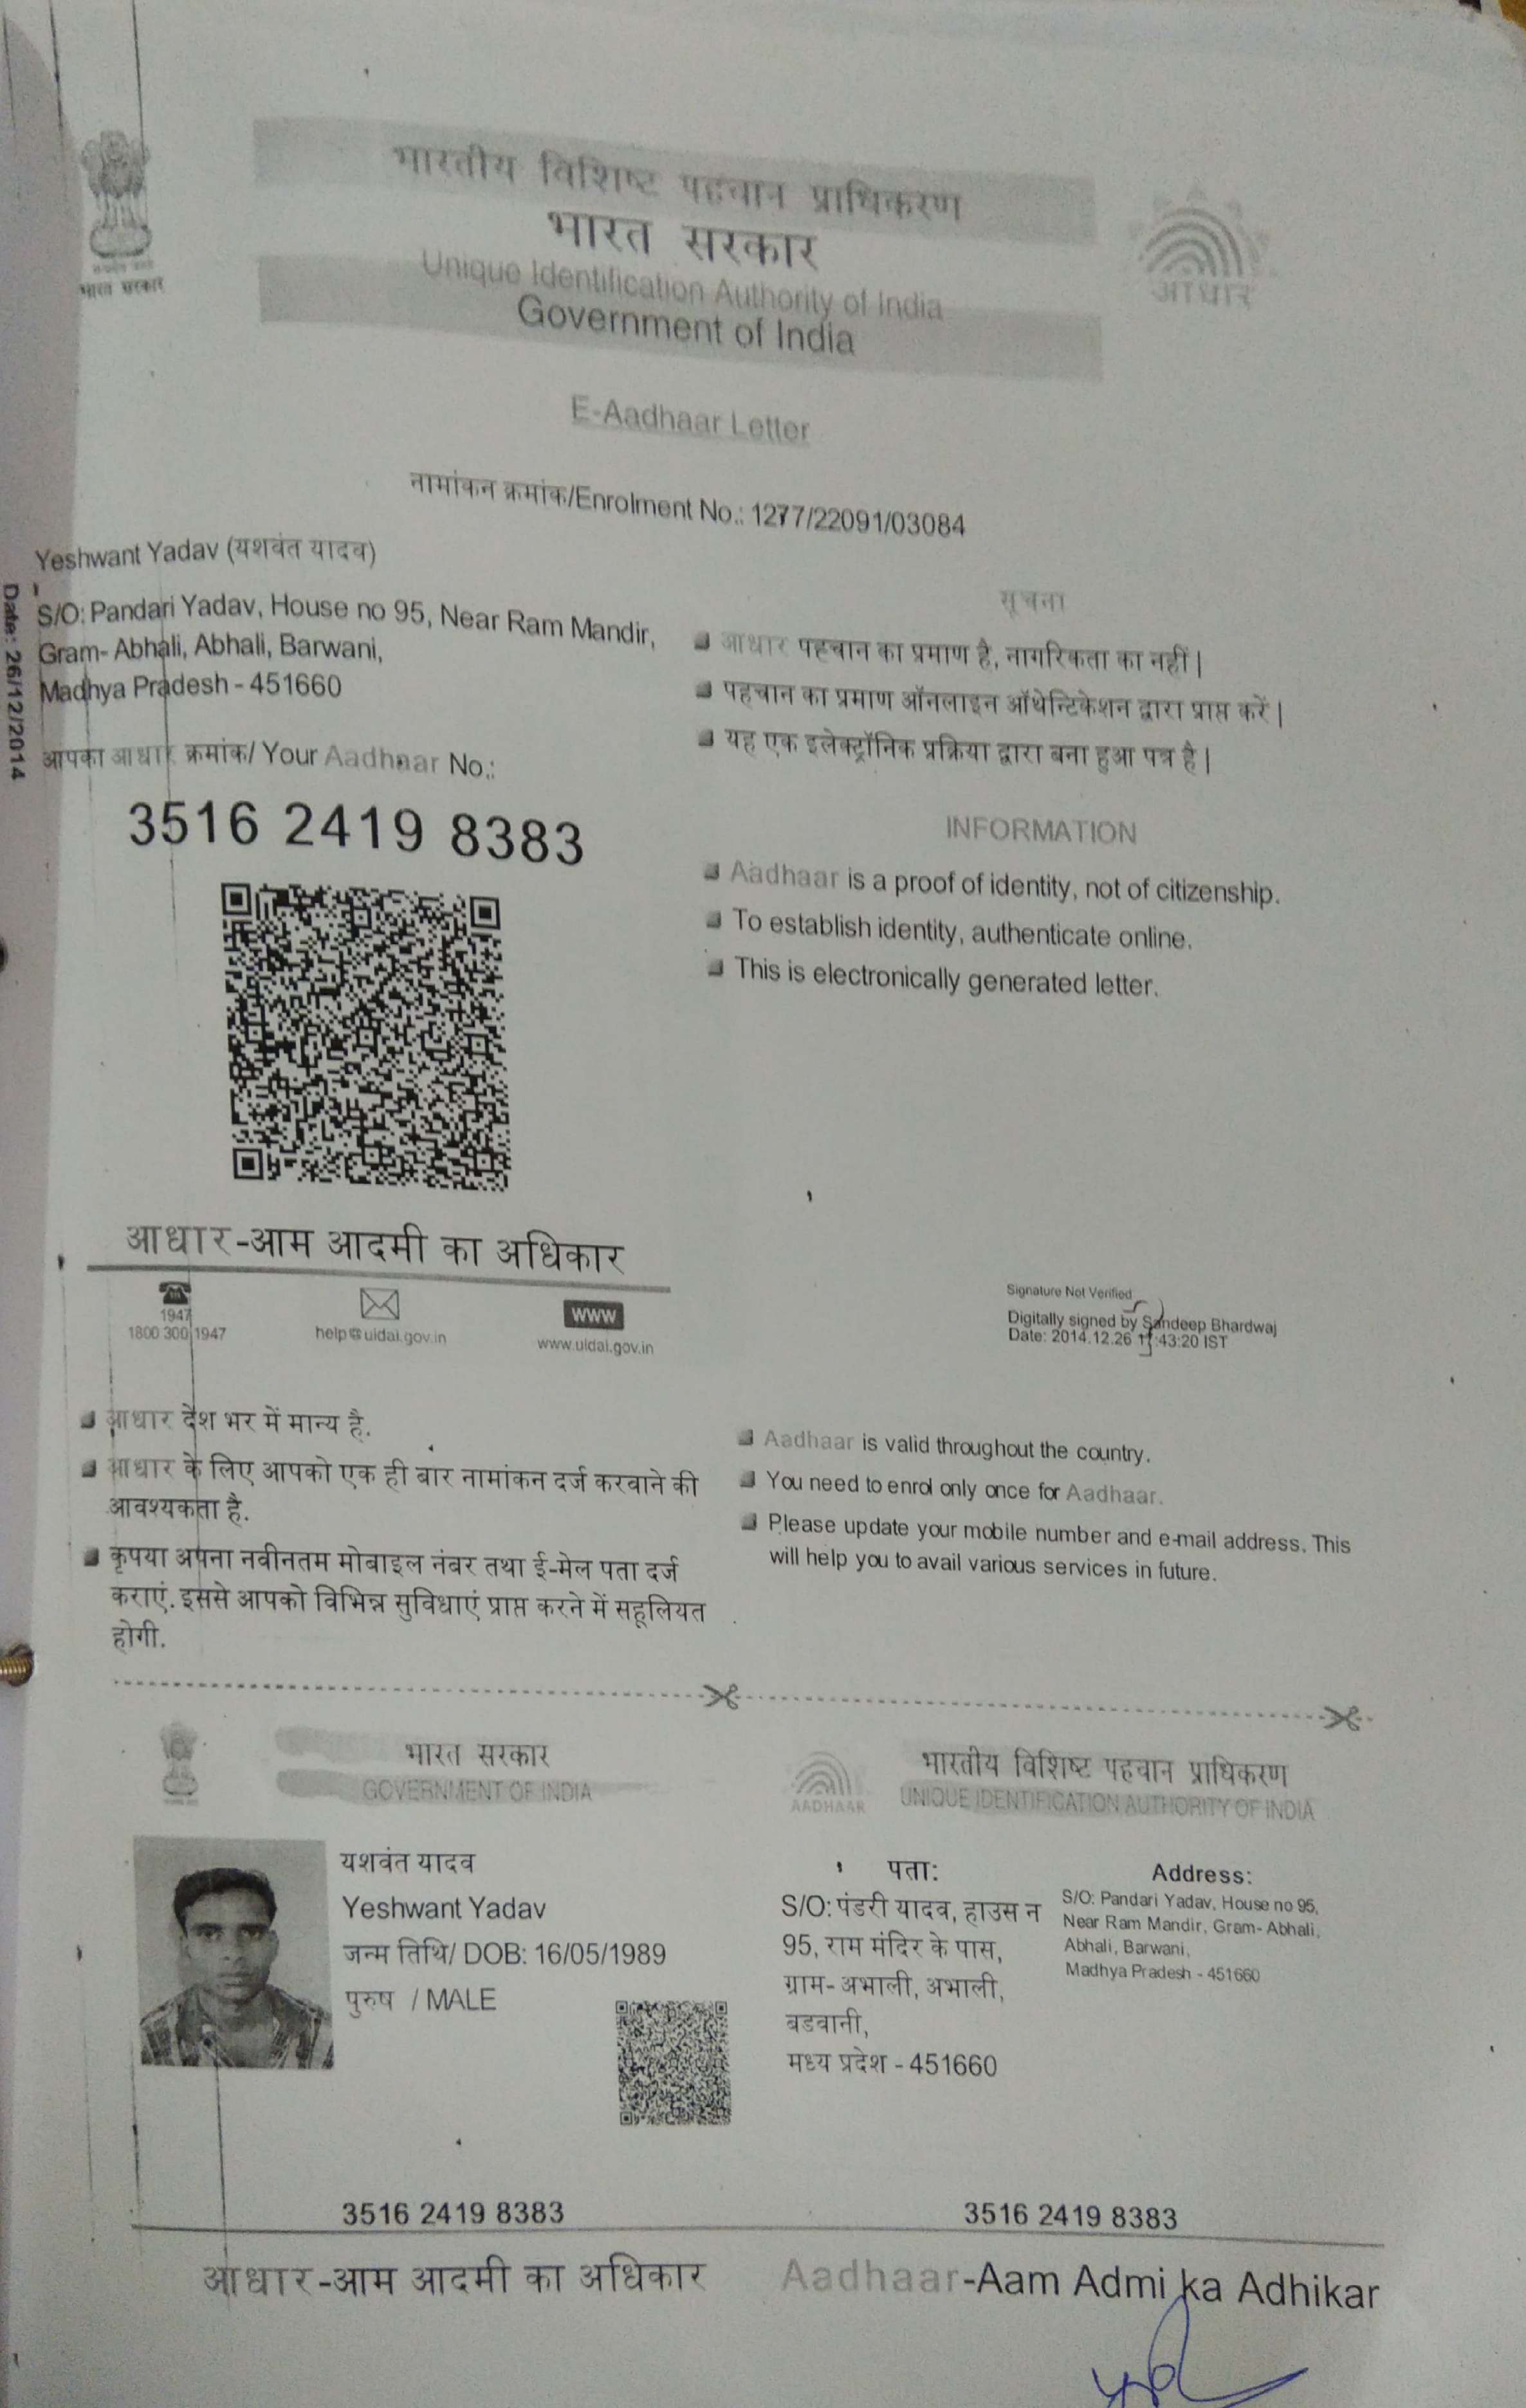 भारतीय विशिष्ट पहचान प्राधिकरण
भारत सरकार
Unique Identification Authority of India
Government of India
भारत सरकार
आधार
E-Aadhaar Letter
नामांकन क्रमांक/Enrolment No.: 1277/22091/03084
Yeshwant Yadav (यशवंत यादव)
S/O: Pandari Yadav, House no 95, Near Ram Mandir,
Gram- Abhali, Abhali, Barwani,
Madhya Pradesh - 451660
Date: 26/12/2014
आपका आधार क्रमांक/ Your Aadhaar No.:
3516 2419 8383
सूचना
आधार पहचान का प्रमाण है, नागरिकता का नहीं |
पहचान का प्रमाण ऑनलाइन ऑथेन्टिकेशन द्वारा प्राप्त करें |
यह एक इलेक्ट्रॉनिक प्रक्रिया द्वारा बना हुआ पत्र है |
INFORMATION
Aadhaar is a proof of identity, not of citizenship.
To establish identity, authenticate online.
This is electronically generated letter.
आधार-आम आदमी का अधिकार
1947
1800 300 1947
help@uidai.gov.in
www
www.uidai.gov.in
Signature Not Verified
Digitally signed by Sandeep Bhardwaj
Date: 2014.12.26 :43:20 IST
आधार देश भर में मान्य है.
आधार के लिए आपको एक ही बार नामांकन दर्ज करवाने की
आवश्यकता है.
कृपया अपना नवीनतम मोबाइल नंबर तथा ई-मेल पता दर्ज
कराएं. इससे आपको विभिन्न सुविधाएं प्राप्त करने में सहूलियत
होगी.
Aadhaar is valid throughout the country.
You need to enrol only once for Aadhaar.
Please update your mobile number and e-mail address. This
will help you to avail various services in future.
भारत सरकार
GOVERNMENT OF INDIA
यशवंत यादव
Yeshwant Yadav
जन्म तिथि/ DOB: 16/05/1989
पुरुष / MALE
3516 2419 8383
आधार-आम आदमी का अधिकार
AADHAAR
भारतीय विशिष्ट पहचान प्राधिकरण
UNIQUE IDENTIFICATION AUTHORITY OF INDIA
पता:
S/O: पंडरी यादव, हाउस न
95, राम मंदिर के पास,
ग्राम- अभाली, अभाली,
बडवानी,
मध्य प्रदेश - 451660
Address:
S/O: Pandari Yadav, House no 95,
Near Ram Mandir, Gram- Abhali,
Abhali, Barwani,
Madhya Pradesh - 451660
3516 2419 8383
Aadhaar-Aam Admi ka Adhikar